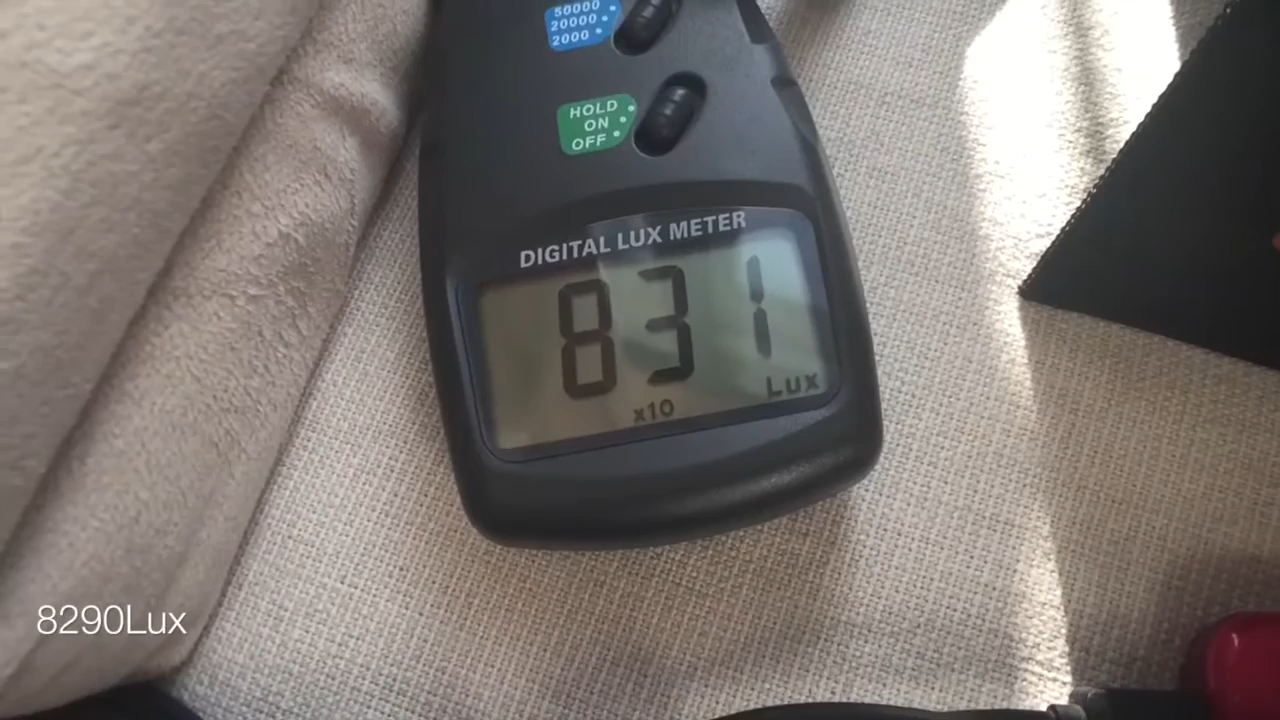 50000
20000
2000
HOLD
ON
OFF
DIGITAL LUX METER
831
x10
Lux
8290Lux